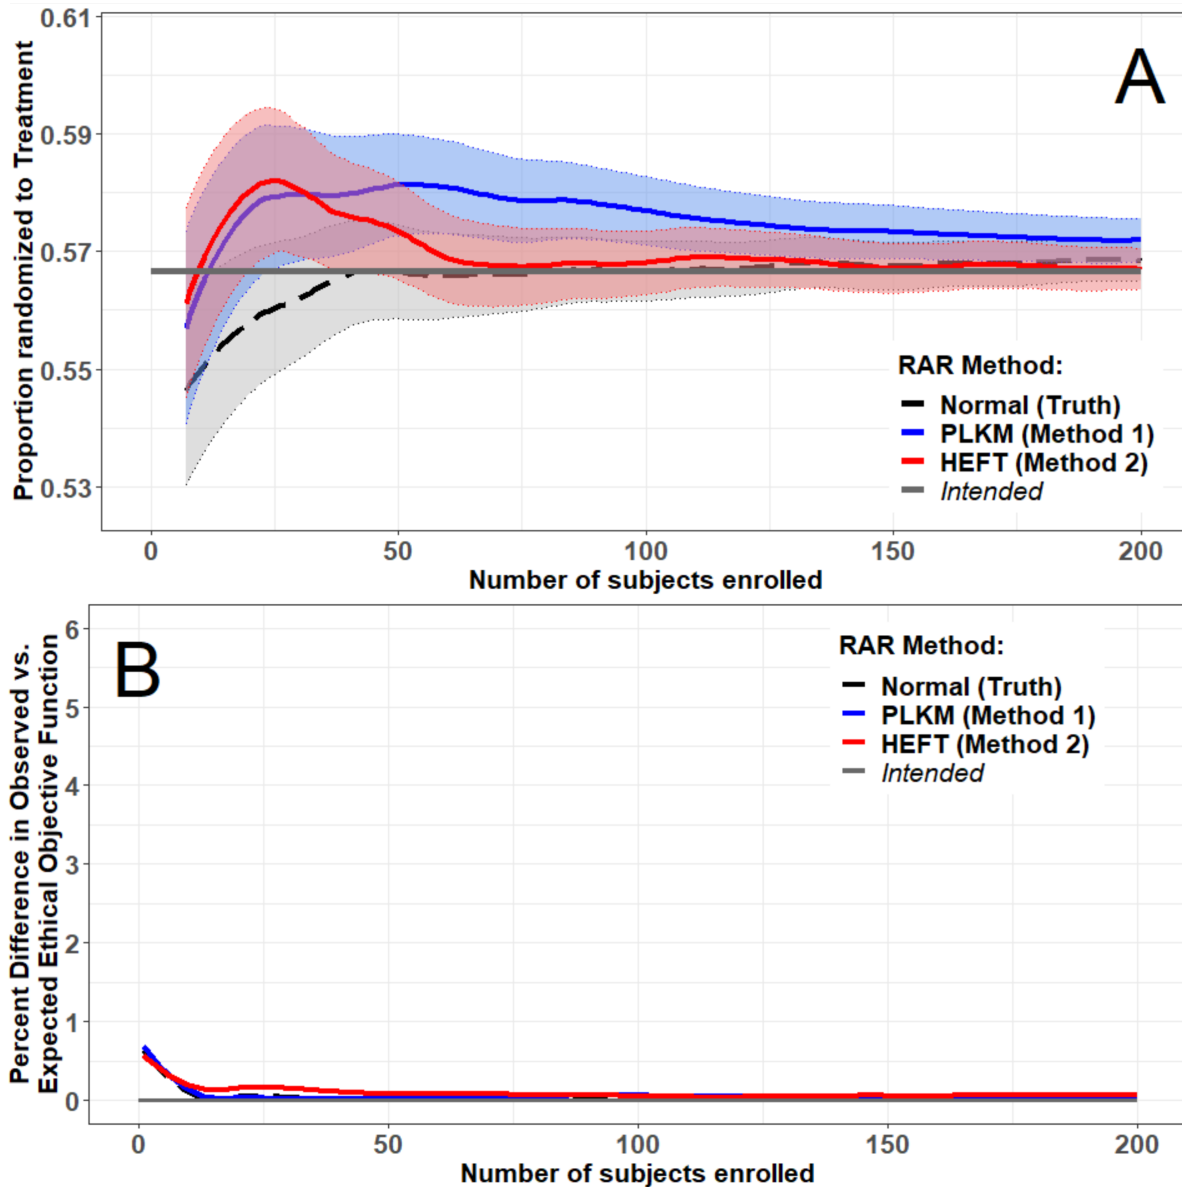 A
Proportion randomized to Treatment
0.61
0.59
0.57
0.55
0.53
RAR Method:
Normal (Truth)
PLKM (Method 1)
HEFT (Method 2)
Intended
0 50 100 150 200
Number of subjects enrolled
B
Percent Difference in Observed vs.
Expected Ethical Objective Function
6
5
4
3
2
1
0
RAR Method:
Normal (Truth)
PLKM (Method 1)
HEFT (Method 2)
Intended
0 50 100 150 200
Number of subjects enrolled